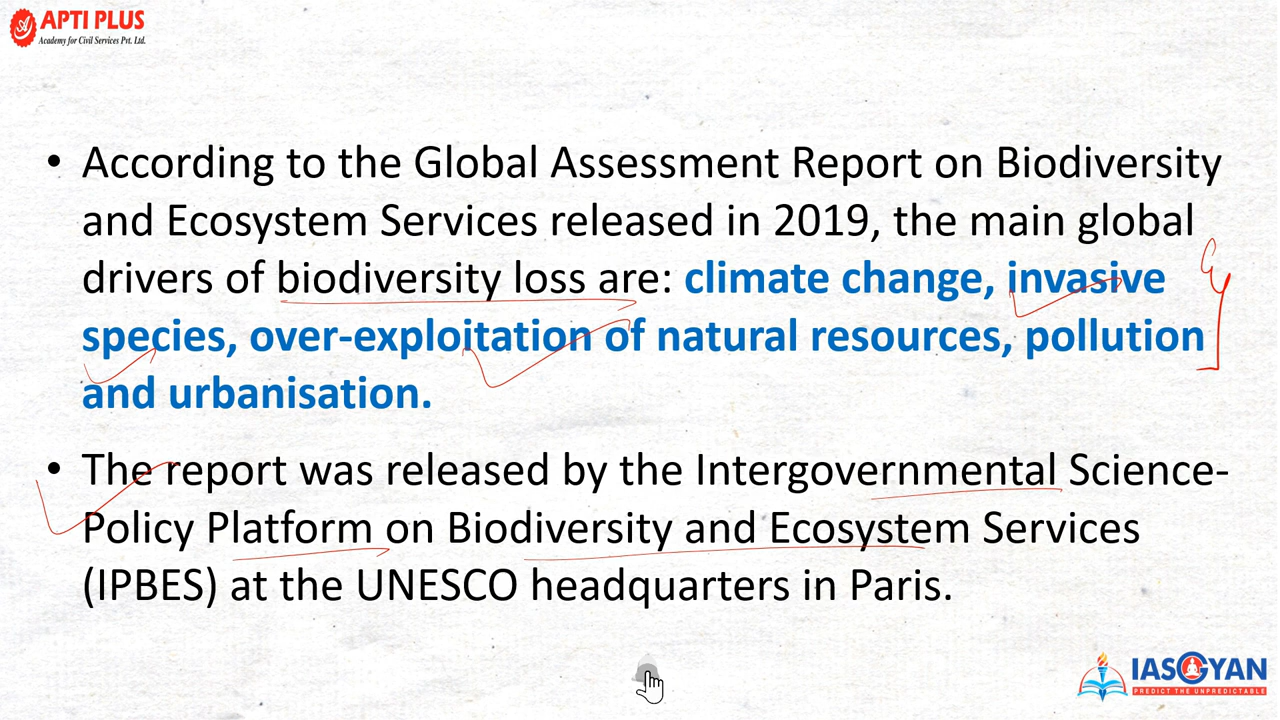 APTI PLUS
Academy for Civil Services Pvt. Ltd.
• According to the Global Assessment Report on Biodiversity
and Ecosystem Services released in 2019, the main global
drivers of biodiversity loss are: climate change, invasive
species, over-exploitation of natural resources, pollution
and urbanisation.
• The report was released by the Intergovernmental Science-
Policy Platform on Biodiversity and Ecosystem Services
(IPBES) at the UNESCO headquarters in Paris.
IASGYAN
PREDICT THE UNPREDICTABLE